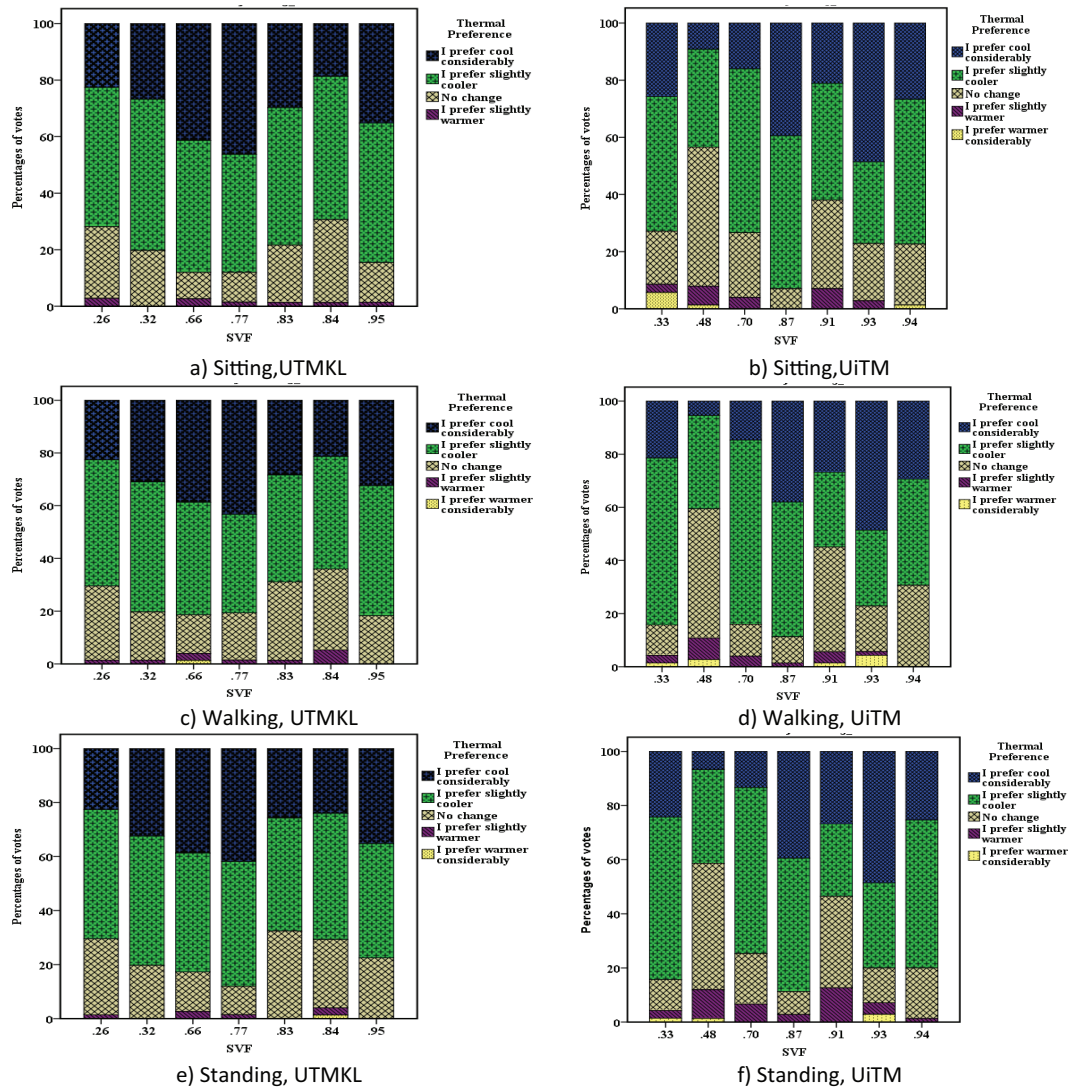 Thermal
Preference
I prefer cool
considerably
I prefer slightly
cooler
No change
I prefer slightly
warmer
Percentages of votes
100
80
60
40
20
0
.26 .32 .66 .77 .83 .84 .95
SVF
a) Sitting,UTMKL
Thermal
Preference
I prefer cool
considerably
I prefer slightly
cooler
No change
I prefer slightly
warmer
I prefer warmer
considerably
Percentages of votes
100
80
60
40
20
0
.33 .48 .70 .87 .91 .93 .94
SVF
b) Sitting,UiTM
Thermal
Preference
I prefer cool
considerably
I prefer slightly
cooler
No change
I prefer slightly
warmer
I prefer warmer
considerably
Percentages of votes
100
80
60
40
20
0
.26 .32 .66 .77 .83 .84 .95
SVF
c) Walking, UTMKL
Thermal
Preference
I prefer cool
considerably
I prefer slightly
cooler
No change
I prefer slightly
warmer
I prefer warmer
considerably
Percentages of votes
100
80
60
40
20
0
.33 .48 .70 .87 .91 .93 .94
SVF
d) Walking, UiTM
Thermal
Preference
I prefer cool
considerably
I prefer slightly
cooler
No change
I prefer slightly
warmer
I prefer warmer
considerably
Percentages of votes
100
80
60
40
20
0
.26 .32 .66 .77 .83 .84 .95
SVF
e) Standing, UTMKL
Thermal
Preference
I prefer cool
considerably
I prefer slightly
cooler
No change
I prefer slightly
warmer
I prefer warmer
considerably
Percentages of votes
100
80
60
40
20
0
.33 .48 .70 .87 .91 .93 .94
SVF
f) Standing, UiTM